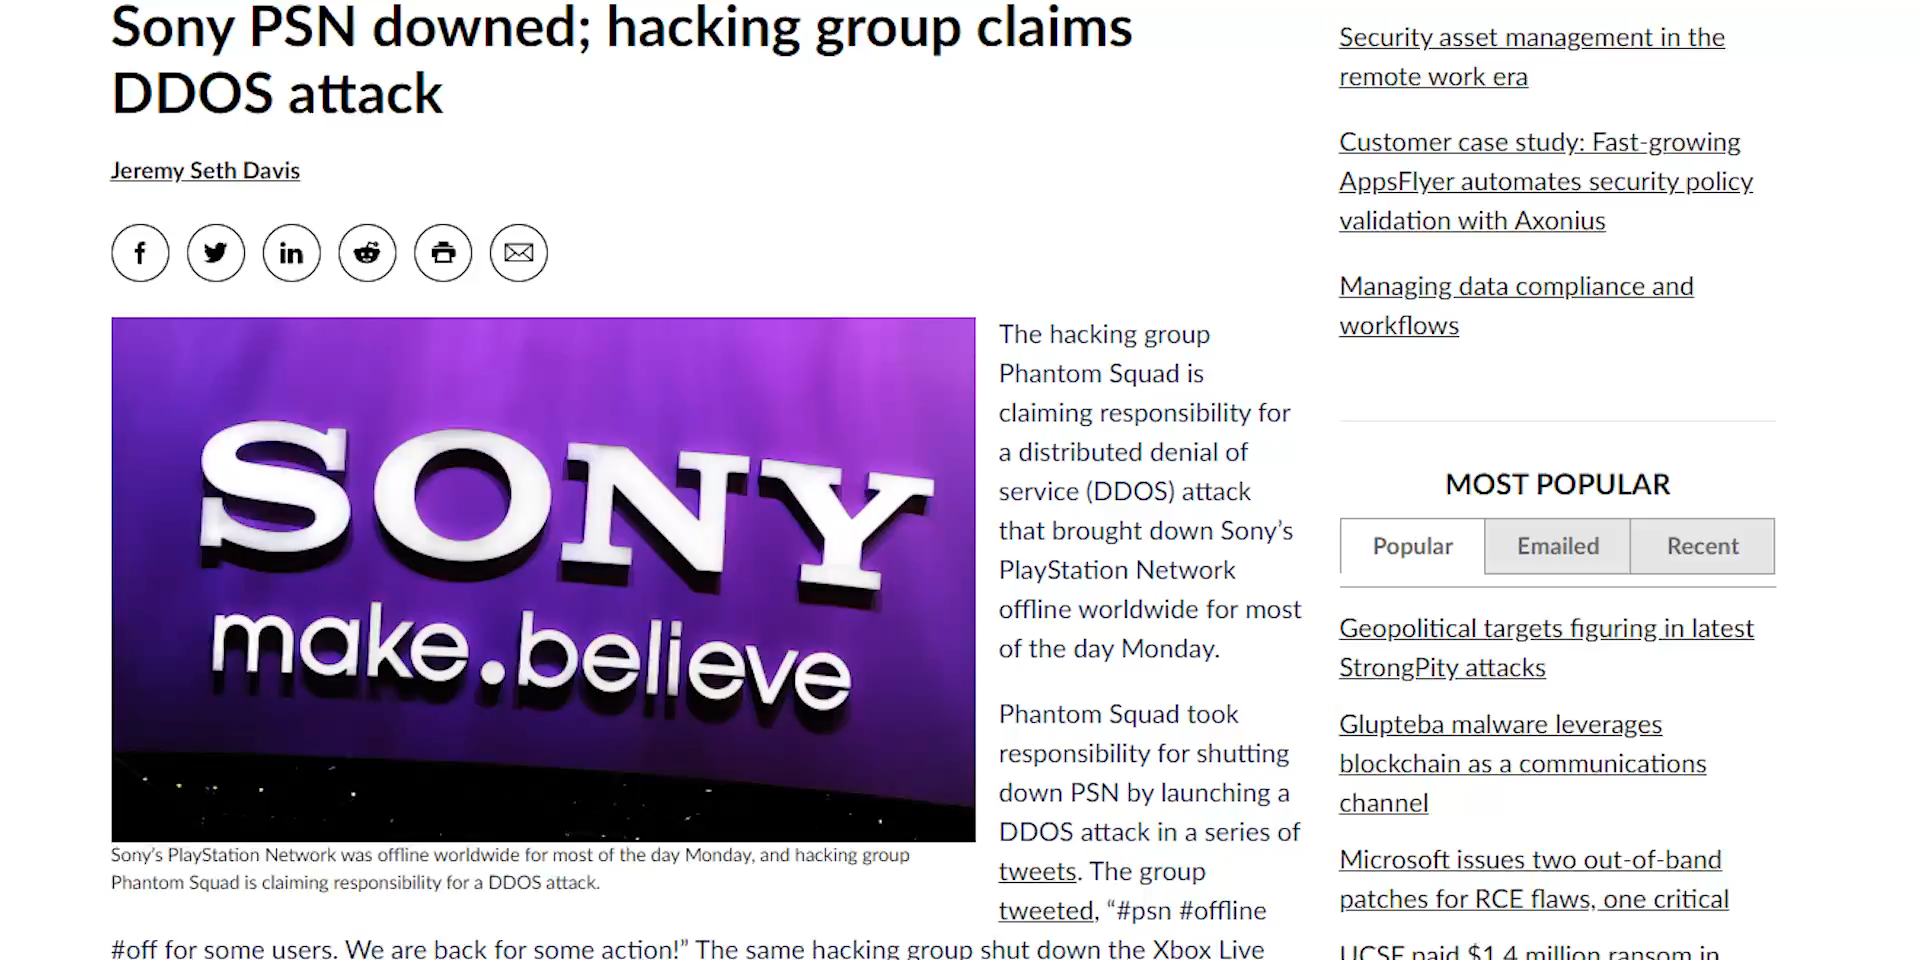 Sony PSN downed; hacking group claims
DDOS attack
Jeremy Seth Davis
SONY
make.believe
Sony's PlayStation Network was offline worldwide for most of the day Monday, and hacking group
Phantom Squad is claiming responsibility for a DDOS attack.
The hacking group
Phantom Squad is
claiming responsibility for
a distributed denial of
service (DDOS) attack
that brought down Sony's
PlayStation Network
offline worldwide for most
of the day Monday.
Phantom Squad took
responsibility for shutting
down PSN by launching a
DDOS attack in a series of
tweets. The group
tweeted, “#psn #offline
#off for some users. We are back for some action!” The same hacking group shut down the Xbox Live
Security asset management in the
remote work era
Customer case study: Fast-growing
AppsFlyer automates security policy
validation with Axonius
Managing data compliance and
workflows
MOST POPULAR
Popular
Emailed
Recent
Geopolitical targets figuring in latest
StrongPity attacks
Glupteba malware leverages
blockchain as a communications
channel
Microsoft issues two out-of-band
patches for RCE flaws, one critical
UCSF paid $1.4 million ransom in